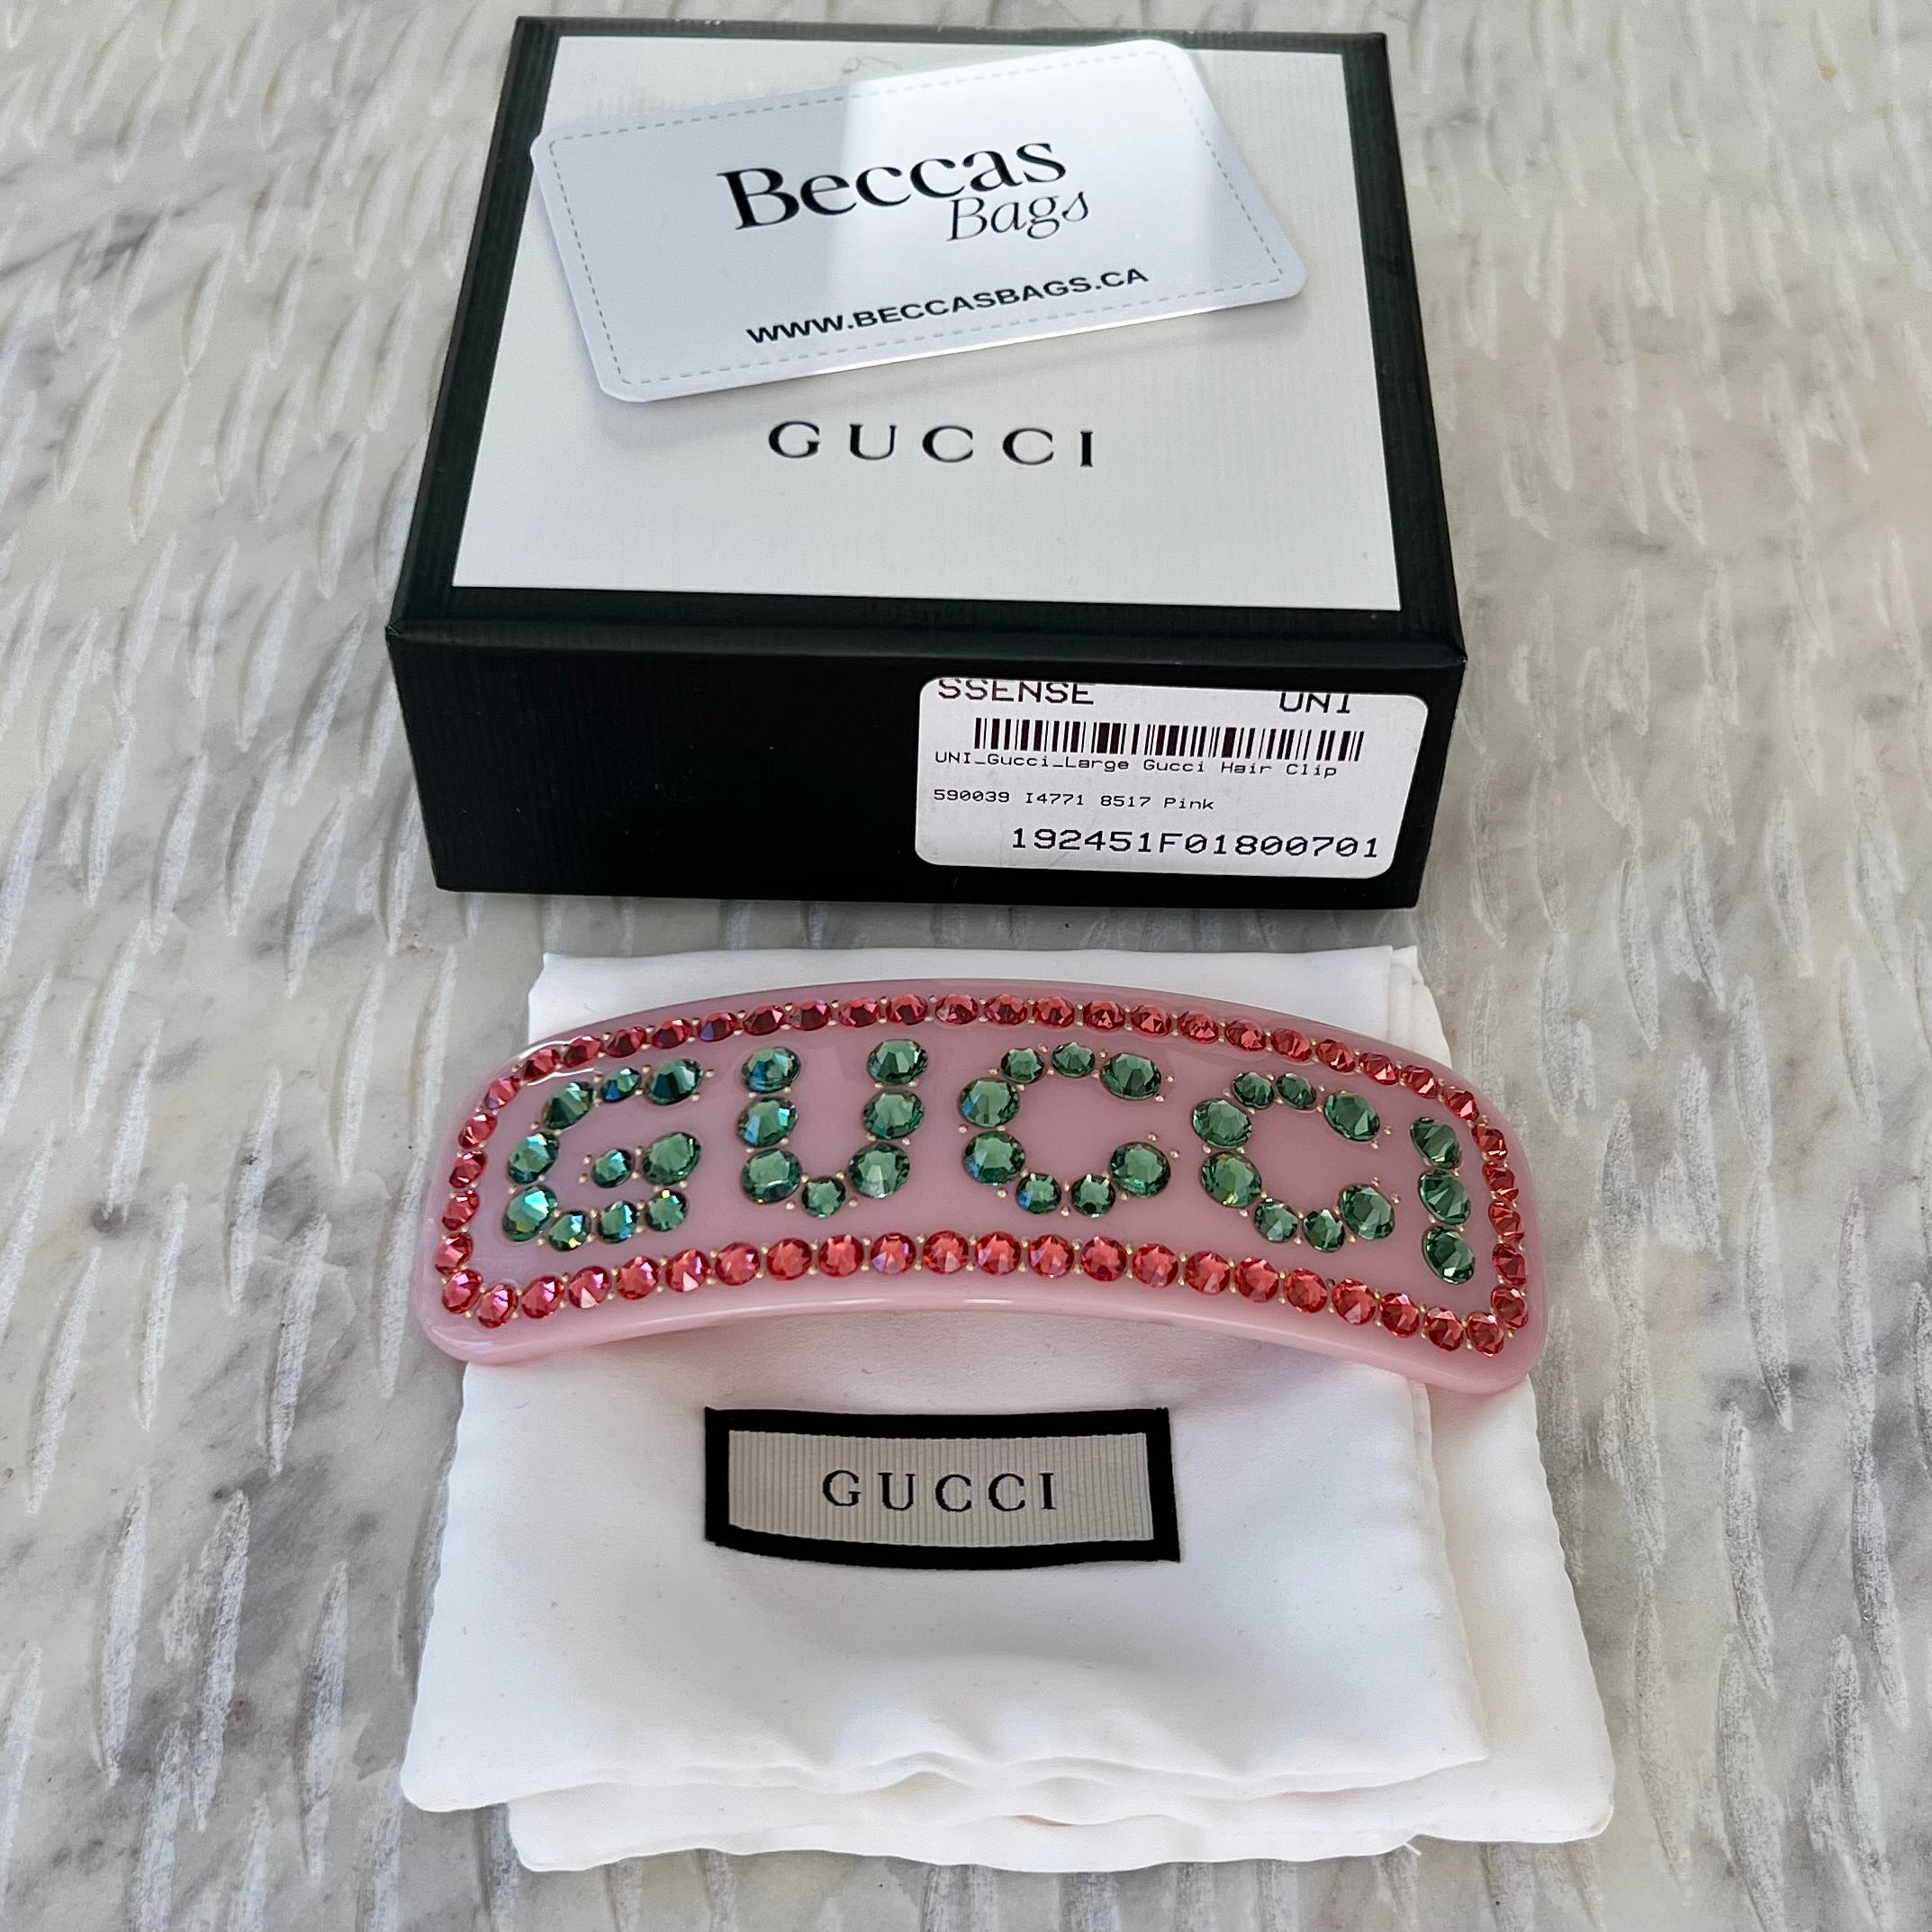 Beccas
Bags
WWW.BECCASBAGS.CA
GUCCI
SSENSE UNI
UNI_Gucci_Large Gucci Hair Clip
590039 I4771 8517 Pink
192451F01800701
GUCCI
GUCCI